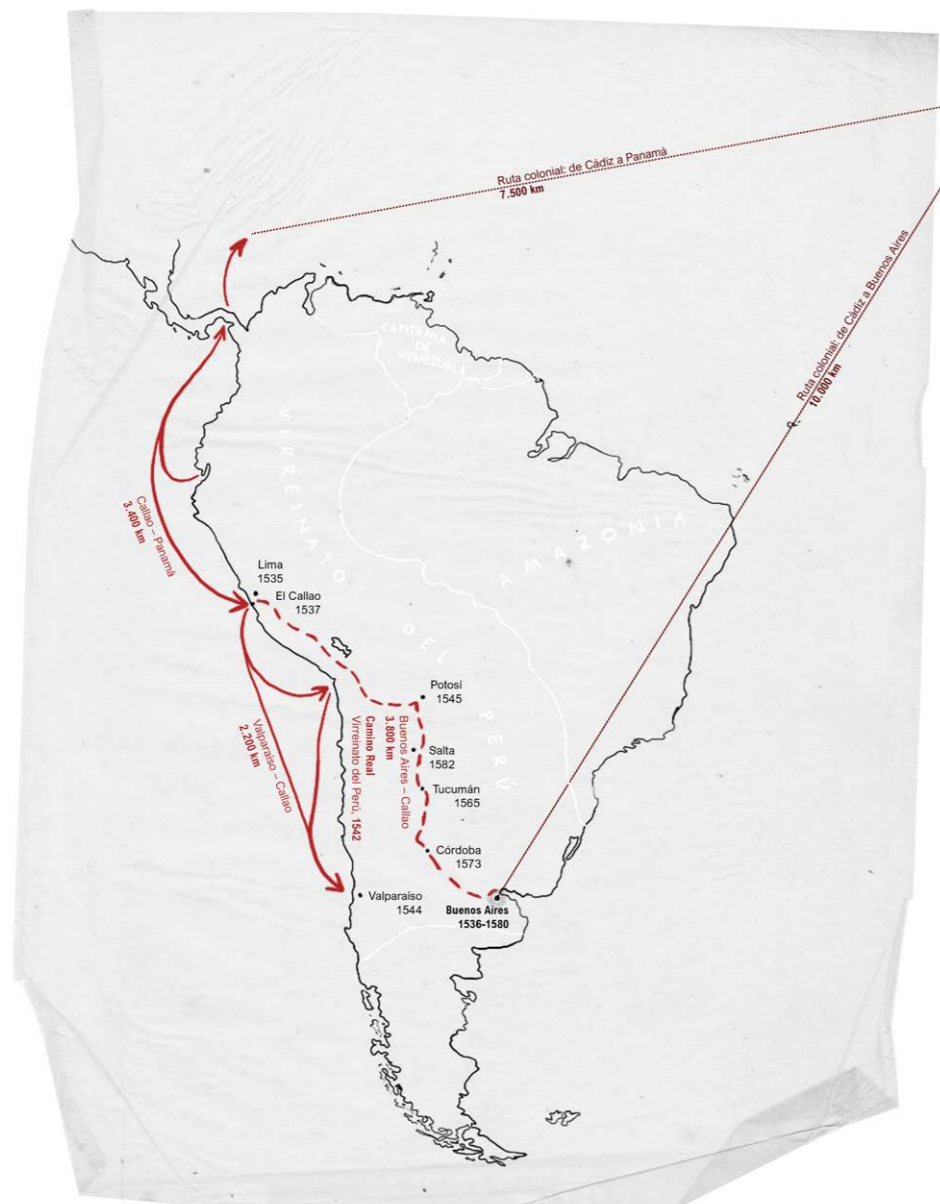 Ruta colonial: de Cádiz a Panamá
7.500 km
Ruta colonial: de Cádiz a Buenos Aires
10.000 km
CAPITANÍA
DE
VENEZUELA
VIRREINATO DEL PERÚ
AMAZONIA
Callao – Panamá
3.400 km
Lima
1535
El Callao
1537
Potosí
1545
Buenos Aires – Callao
3.800 km
Camino Real
Virreinato del Perú, 1542
Salta
1582
Valparaíso – Callao
2.200 km
Tucumán
1565
Córdoba
1573
Valparaíso
1544
Buenos Aires
1536-1580